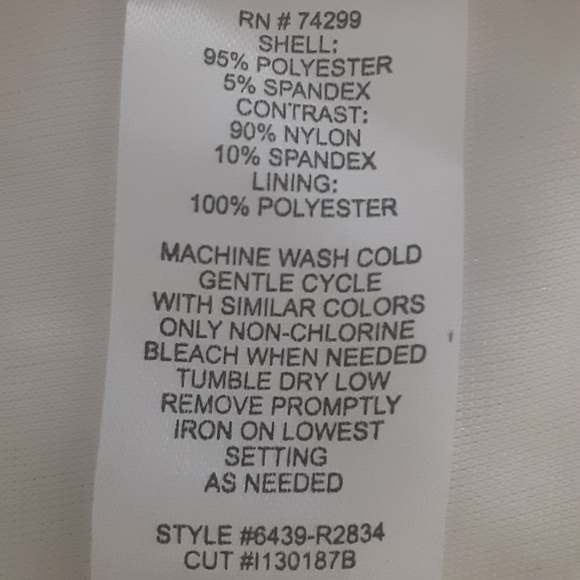 RN # 74299
SHELL:
95% POLYESTER
5% SPANDEX
CONTRAST:
90% NYLON
10% SPANDEX
LINING:
100% POLYESTER
MACHINE WASH COLD
GENTLE CYCLE
WITH SIMILAR COLORS
ONLY NON-CHLORINE
BLEACH WHEN NEEDED
TUMBLE DRY LOW
REMOVE PROMPTLY
IRON ON LOWEST
SETTING
AS NEEDED
STYLE #6439-R2834
CUT #I130187B